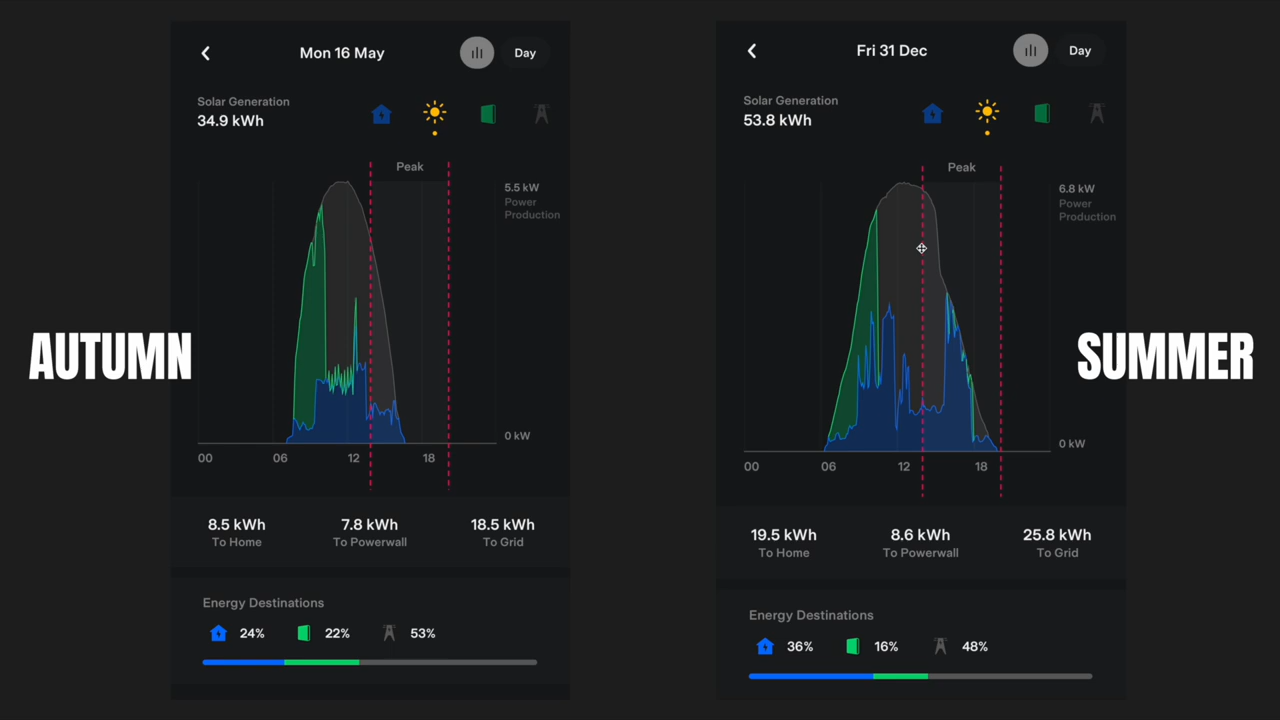 AUTUMN
Mon 16 May
Day
Solar Generation
34.9 kWh
Peak
5.5 kW
Power
Production
0 kW
00 06 12 18
8.5 kWh 7.8 kWh 18.5 kWh
To Home To Powerwall To Grid
Energy Destinations
24% 22% 53%
Fri 31 Dec
Day
Solar Generation
53.8 kWh
Peak
6.8 kW
Power
Production
0 kW
00 06 12 18
19.5 kWh 8.6 kWh 25.8 kWh
To Home To Powerwall To Grid
Energy Destinations
36% 16% 48%
SUMMER